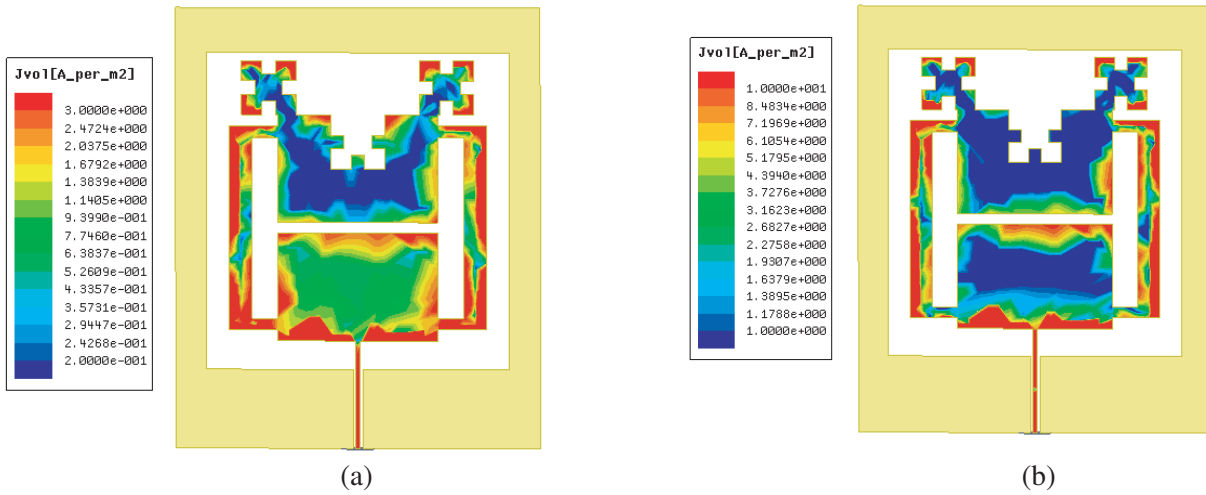 Jvol[A_per_m2]
3.0000e+000
2.4724e+000
2.0375e+000
1.6792e+000
1.3839e+000
1.1405e+000
9.3990e-001
7.7460e-001
6.3837e-001
5.2609e-001
4.3357e-001
3.5731e-001
2.9447e-001
2.4268e-001
2.0000e-001
(a)
Jvol[A_per_m2]
1.0000e+001
8.4834e+000
7.1969e+000
6.1054e+000
5.1795e+000
4.3940e+000
3.7276e+000
3.1623e+000
2.6827e+000
2.2758e+000
1.9307e+000
1.6379e+000
1.3895e+000
1.1788e+000
1.0000e+000
(b)